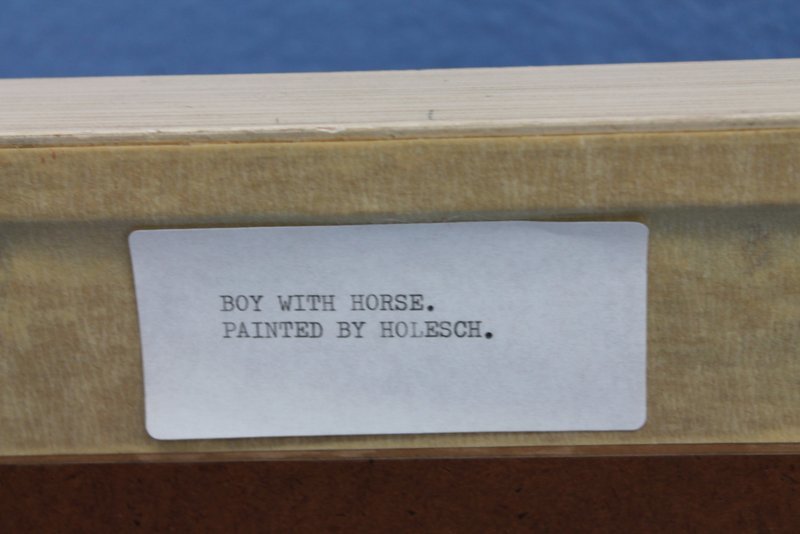 BOY WITH HORSE.
PAINTED BY HOLESCH.